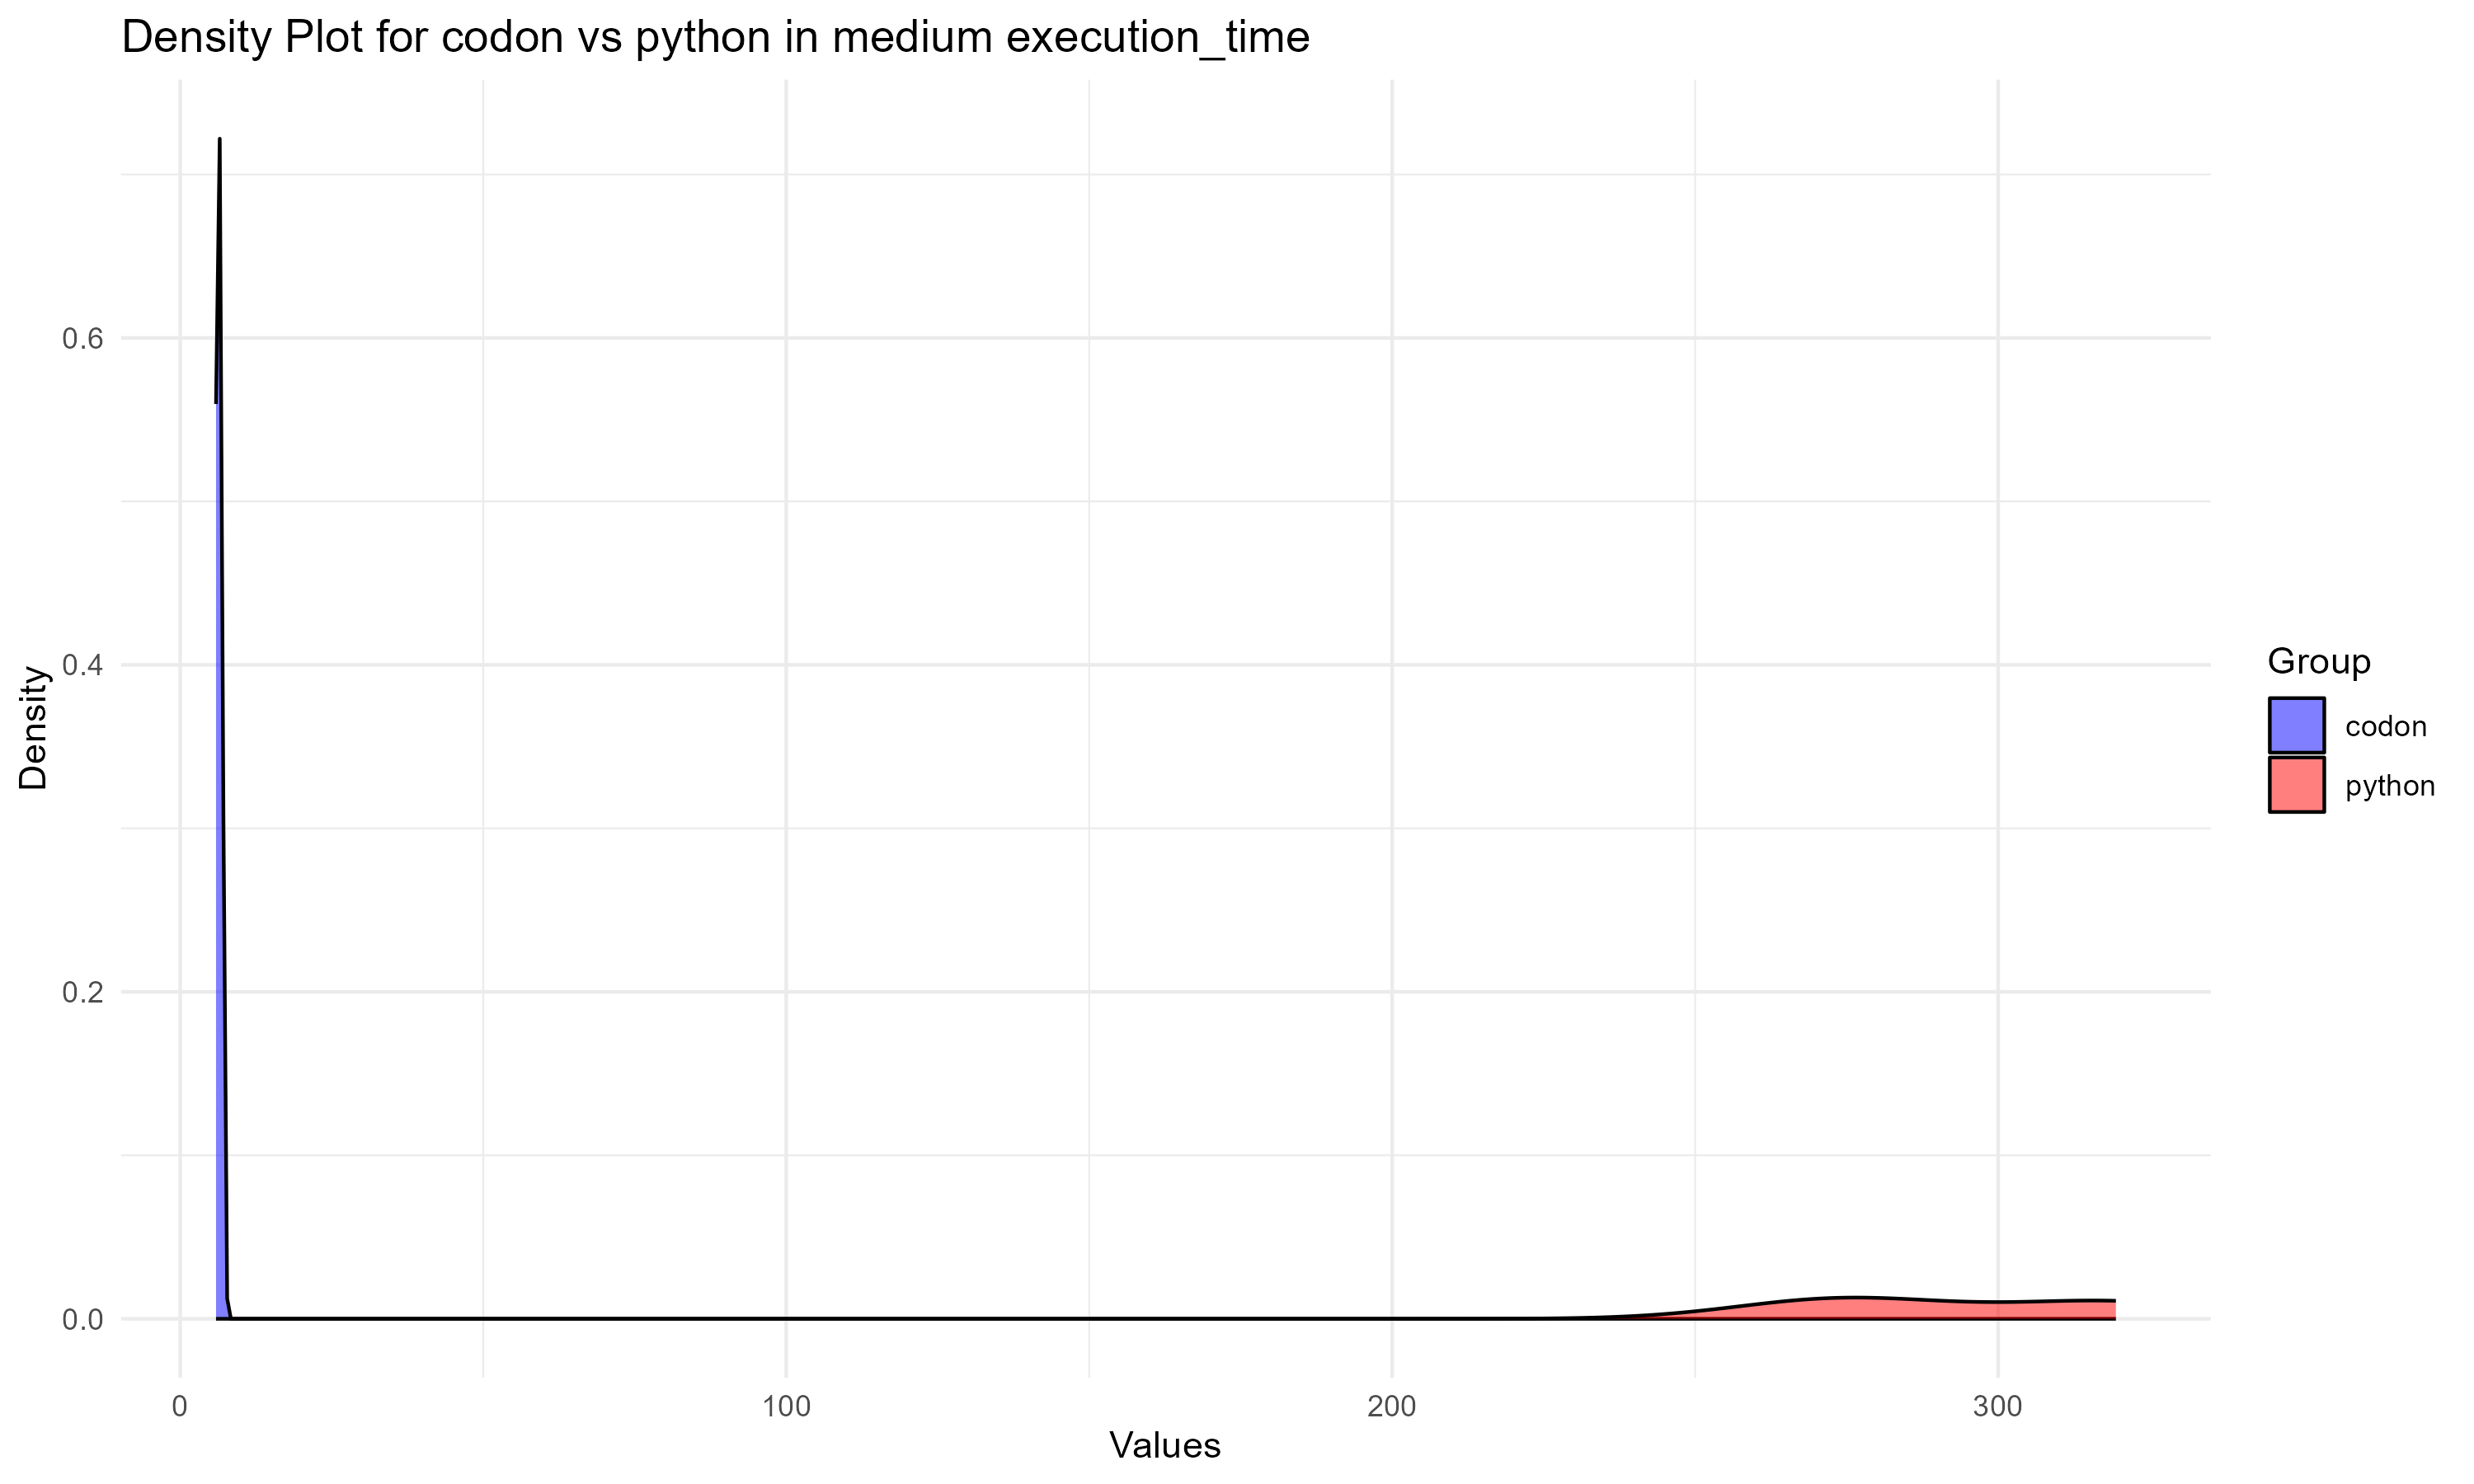 Density Plot for codon vs python in medium execution_time
Density
0.6
0.4
0.2
0.0
0
100
200
300
Values
Group
codon
python